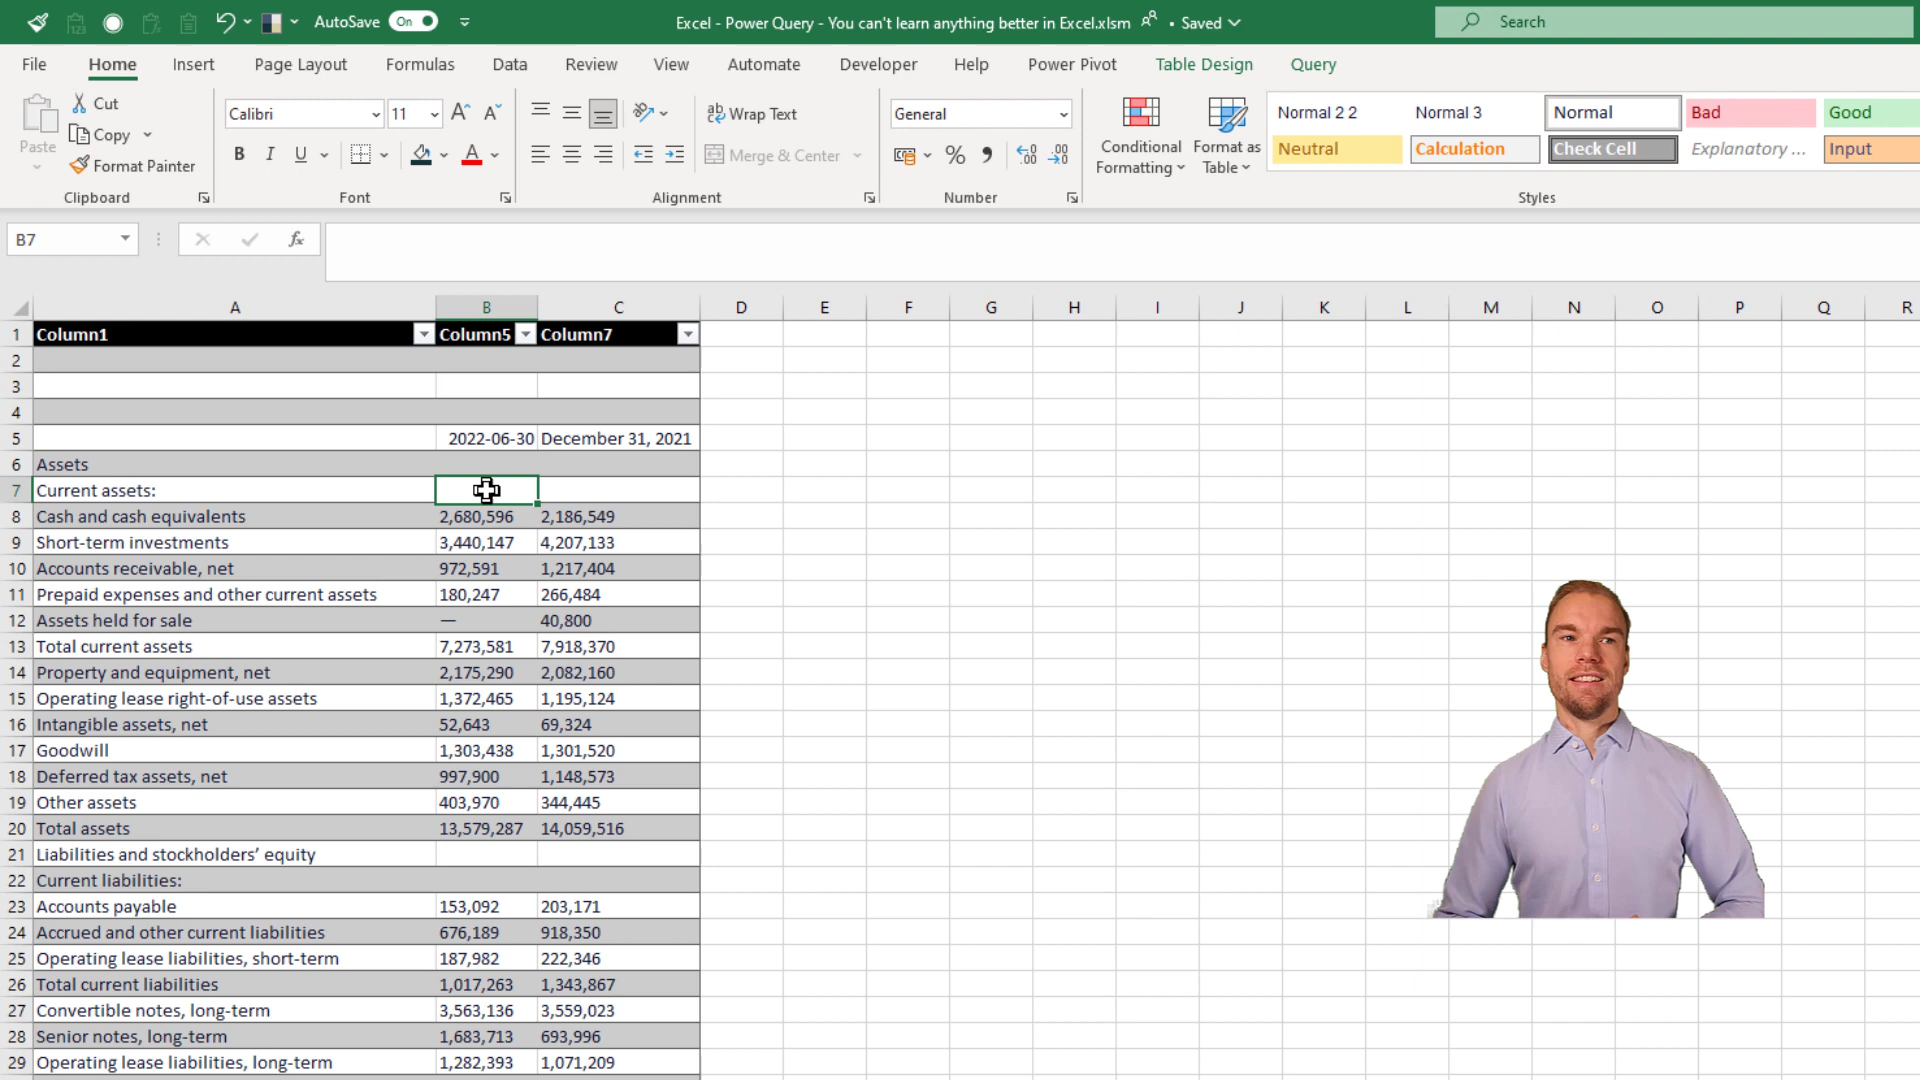 AutoSave On
Excel - Power Query - You can't learn anything better in Excel.xlsm • Saved
Search
File Home Insert Page Layout Formulas Data Review View Automate Developer Help Power Pivot Table Design Query
Paste
Cut
Copy
Format Painter
Clipboard
Calibri 11
B I U
Font
Wrap Text
Merge & Center
Alignment
General
Number
Conditional Formatting
Format as Table
Normal 2 2 Normal 3 Normal Bad Good
Neutral Calculation Check Cell Explanatory ... Input
Styles
B7 fx
A B C D E F G H I J K L M N O P Q R
1 Column1 Column5 Column7
2
3
4
5 2022-06-30 December 31, 2021
6 Assets
7 Current assets:
8 Cash and cash equivalents 2,680,596 2,186,549
9 Short-term investments 3,440,147 4,207,133
10 Accounts receivable, net 972,591 1,217,404
11 Prepaid expenses and other current assets 180,247 266,484
12 Assets held for sale — 40,800
13 Total current assets 7,273,581 7,918,370
14 Property and equipment, net 2,175,290 2,082,160
15 Operating lease right-of-use assets 1,372,465 1,195,124
16 Intangible assets, net 52,643 69,324
17 Goodwill 1,303,438 1,301,520
18 Deferred tax assets, net 997,900 1,148,573
19 Other assets 403,970 344,445
20 Total assets 13,579,287 14,059,516
21 Liabilities and stockholders’ equity
22 Current liabilities:
23 Accounts payable 153,092 203,171
24 Accrued and other current liabilities 676,189 918,350
25 Operating lease liabilities, short-term 187,982 222,346
26 Total current liabilities 1,017,263 1,343,867
27 Convertible notes, long-term 3,563,136 3,559,023
28 Senior notes, long-term 1,683,713 693,996
29 Operating lease liabilities, long-term 1,282,393 1,071,209